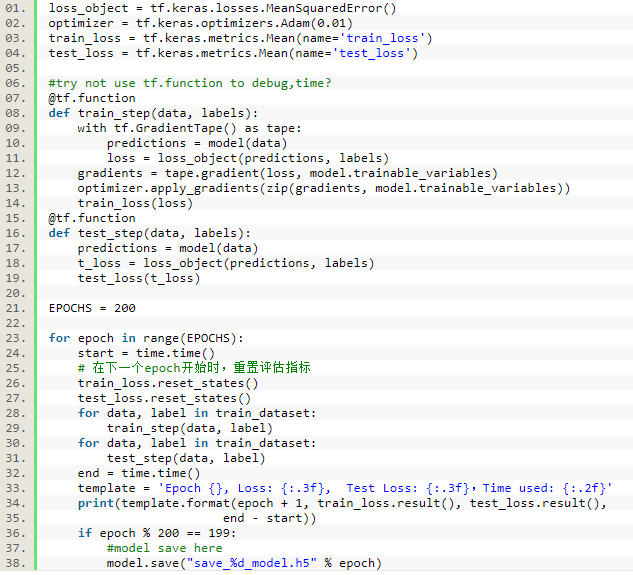 01. loss_object = tf.keras.losses.MeanSquaredError()
02. optimizer = tf.keras.optimizers.Adam(0.01)
03. train_loss = tf.keras.metrics.Mean(name='train_loss')
04. test_loss = tf.keras.metrics.Mean(name='test_loss')
05.
06. #try not use tf.function to debug,time?
07. @tf.function
08. def train_step(data, labels):
09.     with tf.GradientTape() as tape:
10.         predictions = model(data)
11.         loss = loss_object(predictions, labels)
12.     gradients = tape.gradient(loss, model.trainable_variables)
13.     optimizer.apply_gradients(zip(gradients, model.trainable_variables))
14.     train_loss(loss)
15. @tf.function
16. def test_step(data, labels):
17.     predictions = model(data)
18.     t_loss = loss_object(predictions, labels)
19.     test_loss(t_loss)
20.
21. EPOCHS = 200
22.
23. for epoch in range(EPOCHS):
24.     start = time.time()
25.     # 在下一个epoch开始时，重置评估指标
26.     train_loss.reset_states()
27.     test_loss.reset_states()
28.     for data, label in train_dataset:
29.         train_step(data, label)
30.     for data, label in train_dataset:
31.         test_step(data, label)
32.     end = time.time()
33.     template = 'Epoch {}, Loss: {:.3f},  Test Loss: {:.3f}，Time used: {:.2f}'
34.     print(template.format(epoch + 1, train_loss.result(), test_loss.result(),
35.                         end - start))
36.     if epoch % 200 == 199:
37.         #model save here
38.         model.save("save_%d_model.h5" % epoch)